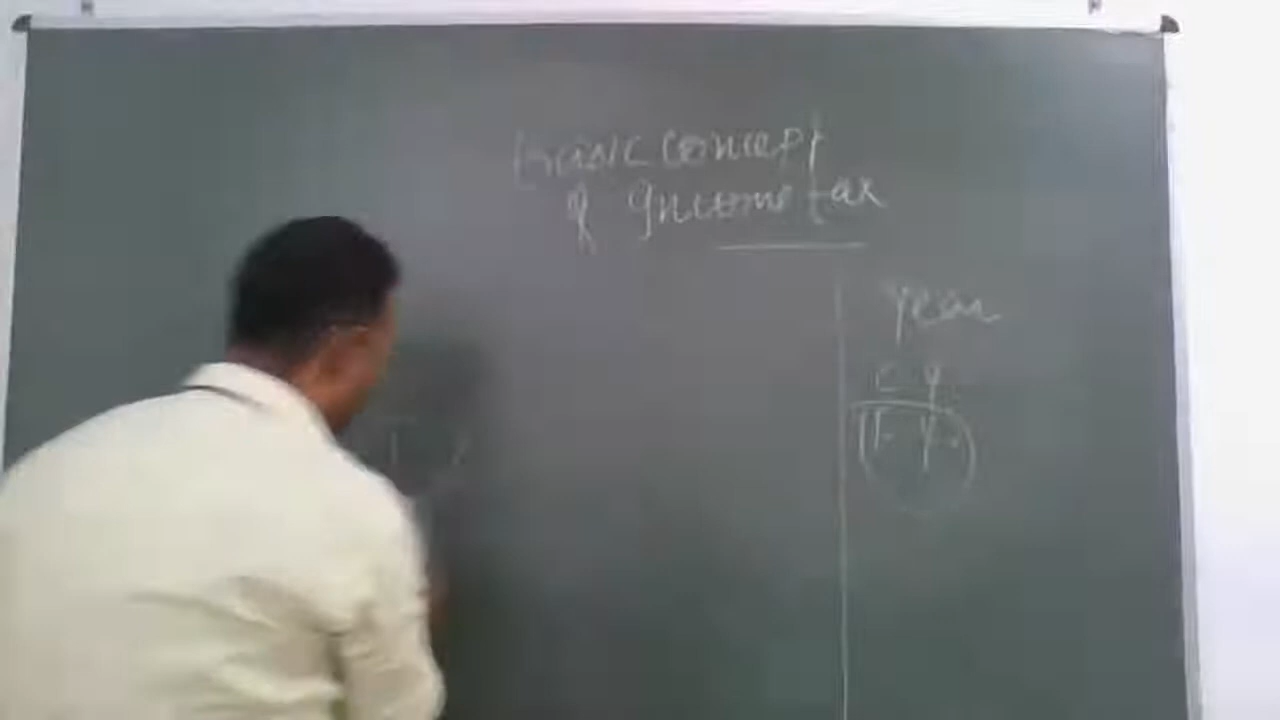 Basic concept
of Income tax
Year
C Y
F. Y.